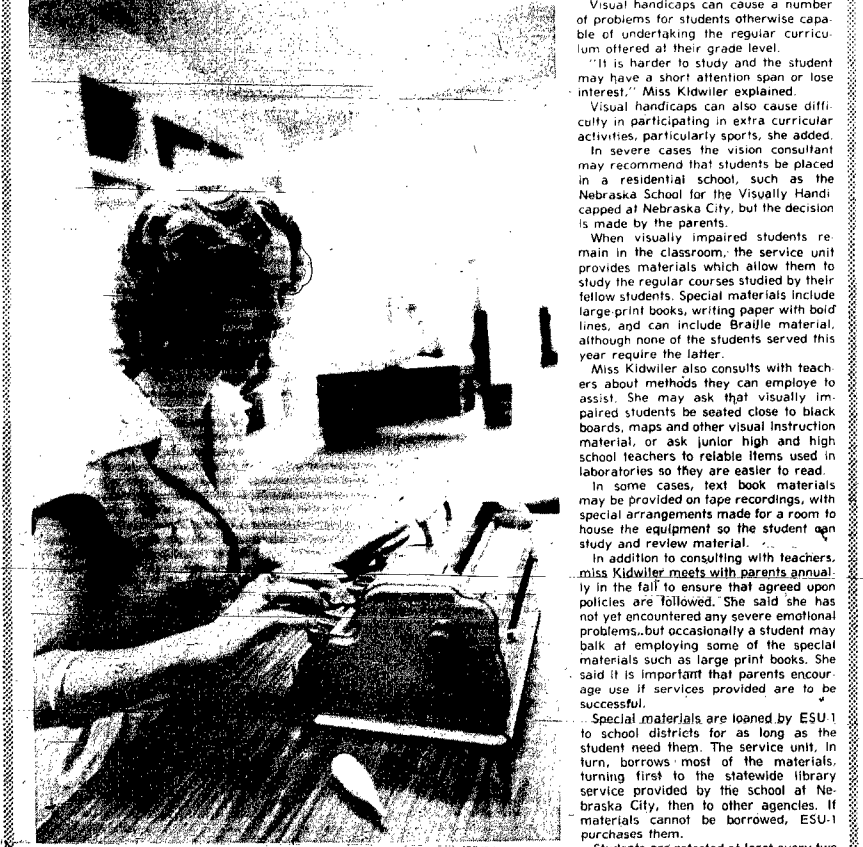 Visual handicaps can cause a number
of problems for students otherwise capa-
ble of undertaking the regular curricu-
lum offered at their grade level.
"It is harder to study and the student
may have a short attention span or lose
interest," Miss Kidwiler explained.
Visual handicaps can also cause diffi-
culty in participating in extra curricular
activities, particularly sports, she added.
In severe cases the vision consultant
may recommend that students be placed
in a residential school, such as the
Nebraska School for the Visually Handi
capped at Nebraska City, but the decision
is made by the parents.
When visually impaired students re-
main in the classroom, the service unit
provides materials which allow them to
study the regular courses studied by their
fellow students. Special materials include
large-print books, writing paper with bold
lines, and can include Braille material,
although none of the students served this
year require the latter.
Miss Kidwiler also consults with teach-
ers about methods they can employe to
assist. She may ask that visually im-
paired students be seated close to black
boards, maps and other visual instruction
material, or ask junior high and high
school teachers to relable items used in
laboratories so they are easier to read.
In some cases, text book materials
may be provided on tape recordings, with
special arrangements made for a room to
house the equipment so the student can
study and review material.
In addition to consulting with teachers,
miss Kidwiler meets with parents annual-
ly in the fall to ensure that agreed upon
policies are followed. She said she has
not yet encountered any severe emotional
problems, but occasionally a student may
balk at employing some of the special
materials such as large print books. She
said it is important that parents encour-
age use if services provided are to be
successful.
Special materials are loaned by ESU-1
to school districts for as long as the
student need them. The service unit, in
turn, borrows most of the materials,
turning first to the statewide library
service provided by the school at Ne-
braska City, then to other agencies. If
materials cannot be borrowed, ESU-1
purchases them.
Students are retested at least every two